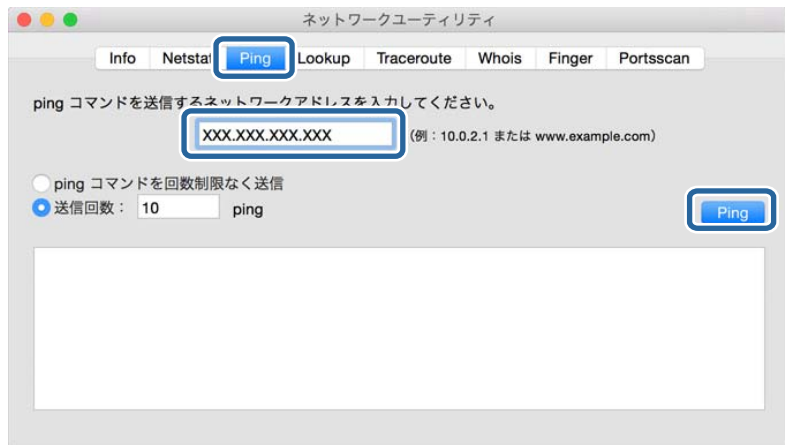 ネットワークユーティリティ
Info Netstat Ping Lookup Traceroute Whois Finger Portsscan
ping コマンドを送信するネットワークアドレスを入力してください。
XXX.XXX.XXX.XXX (例:10.0.2.1 または www.example.com)
ping コマンドを回数制限なく送信
送信回数: 10 ping
Ping